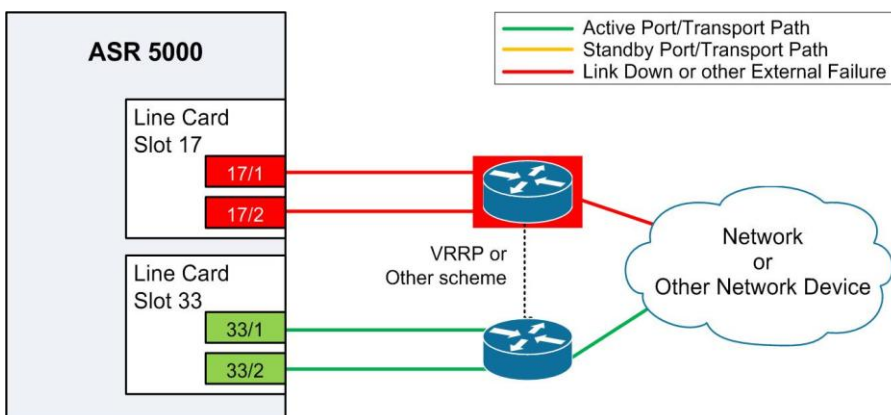 ASR 5000
Active Port/Transport Path
Standby Port/Transport Path
Link Down or other External Failure
Line Card
Slot 17
17/1
17/2
VRRP or
Other scheme
Network
or
Other Network Device
Line Card
Slot 33
33/1
33/2